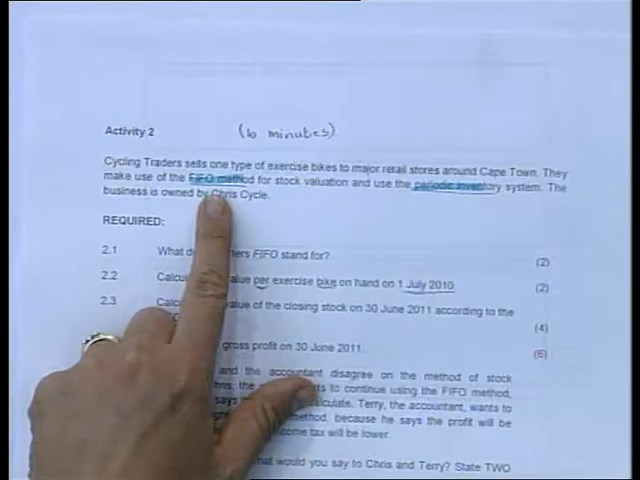 Activity 2 (10 minutes)
Cycling Traders sells one type of exercise bikes to major retail stores around Cape Town. They
make use of the FIFO method for stock valuation and use the periodic inventory system. The
business is owned by Chris Cycle.
REQUIRED:
2.1 What FIFO stand for? (2)
2.2 per exercise bike on hand on 1 July 2010. (2)
2.3 value of the closing stock on 30 June 2011 according to the
(4)
gross profit on 30 June 2011. (6)
and the accountant disagree on the method of stock
to continue using the FIFO method,
says Terry, the accountant, wants to
method, because he says the profit will be
income tax will be lower.
what would you say to Chris and Terry? State TWO